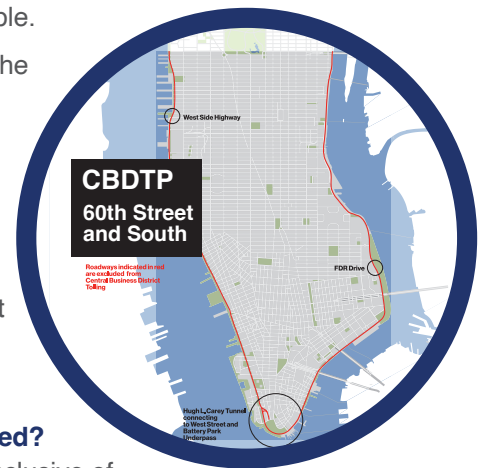 ple.
he
West Side Highway
CBDTP
60th Street
and South
Roadways indicated in red
are excluded from
Central Business District
Tolling
FDR Drive
t
Hugh L. Carey Tunnel
connecting
to West Street and
Battery Park
Underpass
ed?
clusive of